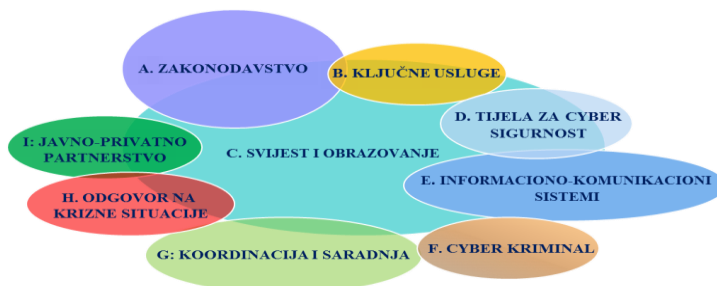 A. ZAKONODAVSTVO
B. KLJUČNE USLUGE
D. TIJELA ZA CYBER
SIGURNOST
I: JAVNO-PRIVATNO
PARTNERSTVO
C. SVIJEST I OBRAZOVANJE
E. INFORMACIONO-KOMUNIKACIONI
SISTEMI
H. ODGOVOR NA
KRIZNE SITUACIJE
G: KOORDINACIJA I SARADNJA
F. CYBER KRIMINAL